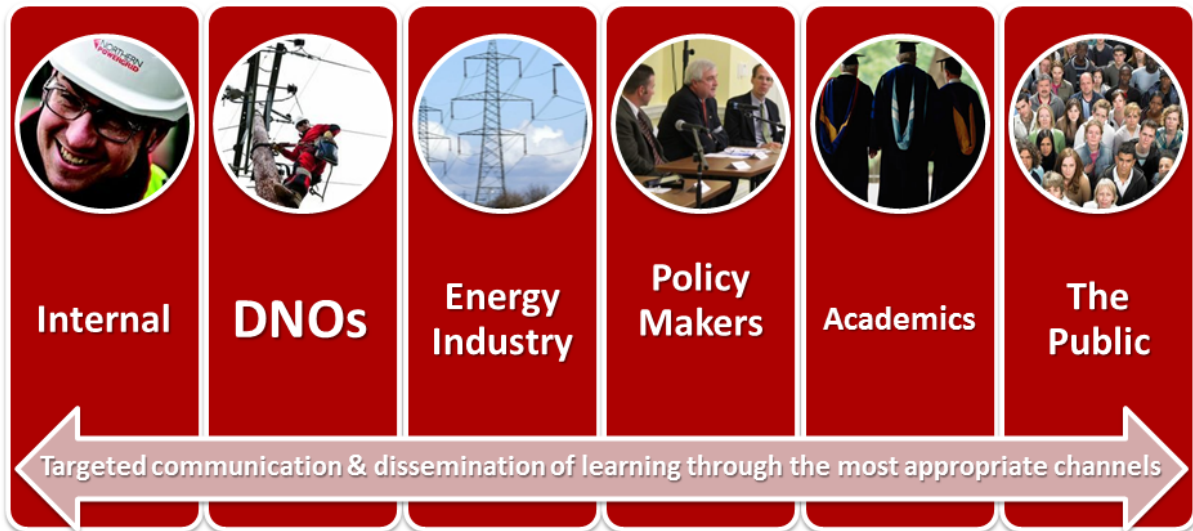 NORTHERN
POWERGRID
Internal
DNOs
Energy
Industry
Policy
Makers
Academics
The
Public
Targeted communication & dissemination of learning through the most appropriate channels